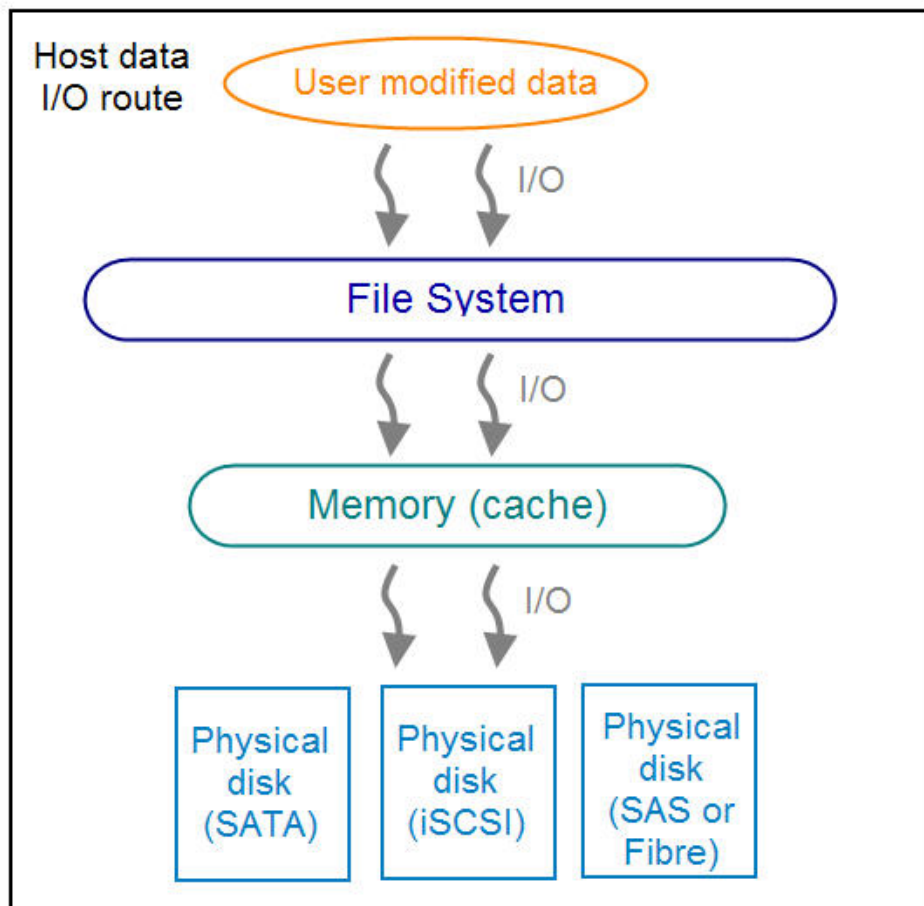 Host data
I/O route
User modified data
I/O
File System
I/O
Memory (cache)
I/O
Physical
disk
(SATA)
Physical
disk
(iSCSI)
Physical
disk
(SAS or
Fibre)